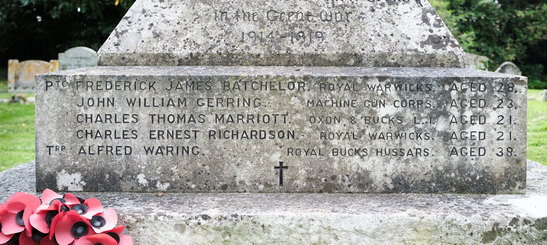 In the Great War
1914-1919
PTE FREDERICK JAMES BATCHELOR. ROYAL WARWICKS. AGED 28.
JOHN WILLIAM GERRING. MACHINE GUN CORPS. AGED 23.
CHARLES THOMAS MARRIOTT. OXON & BUCKS L.I. AGED 21.
CHARLES ERNEST RICHARDSON. ROYAL WARWICKS. AGED 21.
TRP. ALFRED WARING. ROYAL BUCKS HUSSARS. AGED 38.